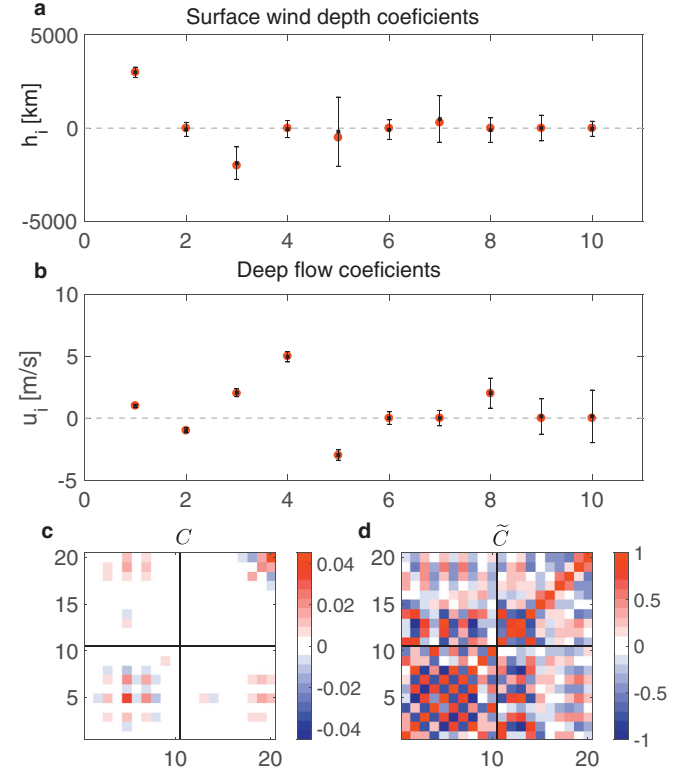 a
Surface wind depth coeficients
5000
0
-5000
h_i [km]
0 2 4 6 8 10
b
Deep flow coeficients
10
5
0
-5
u_i [m/s]
0 2 4 6 8 10
c
C
20
15
10
5
10 20
0.04
0.02
0
-0.02
-0.04
d
C̃
20
15
10
5
10 20
1
0.5
0
-0.5
-1